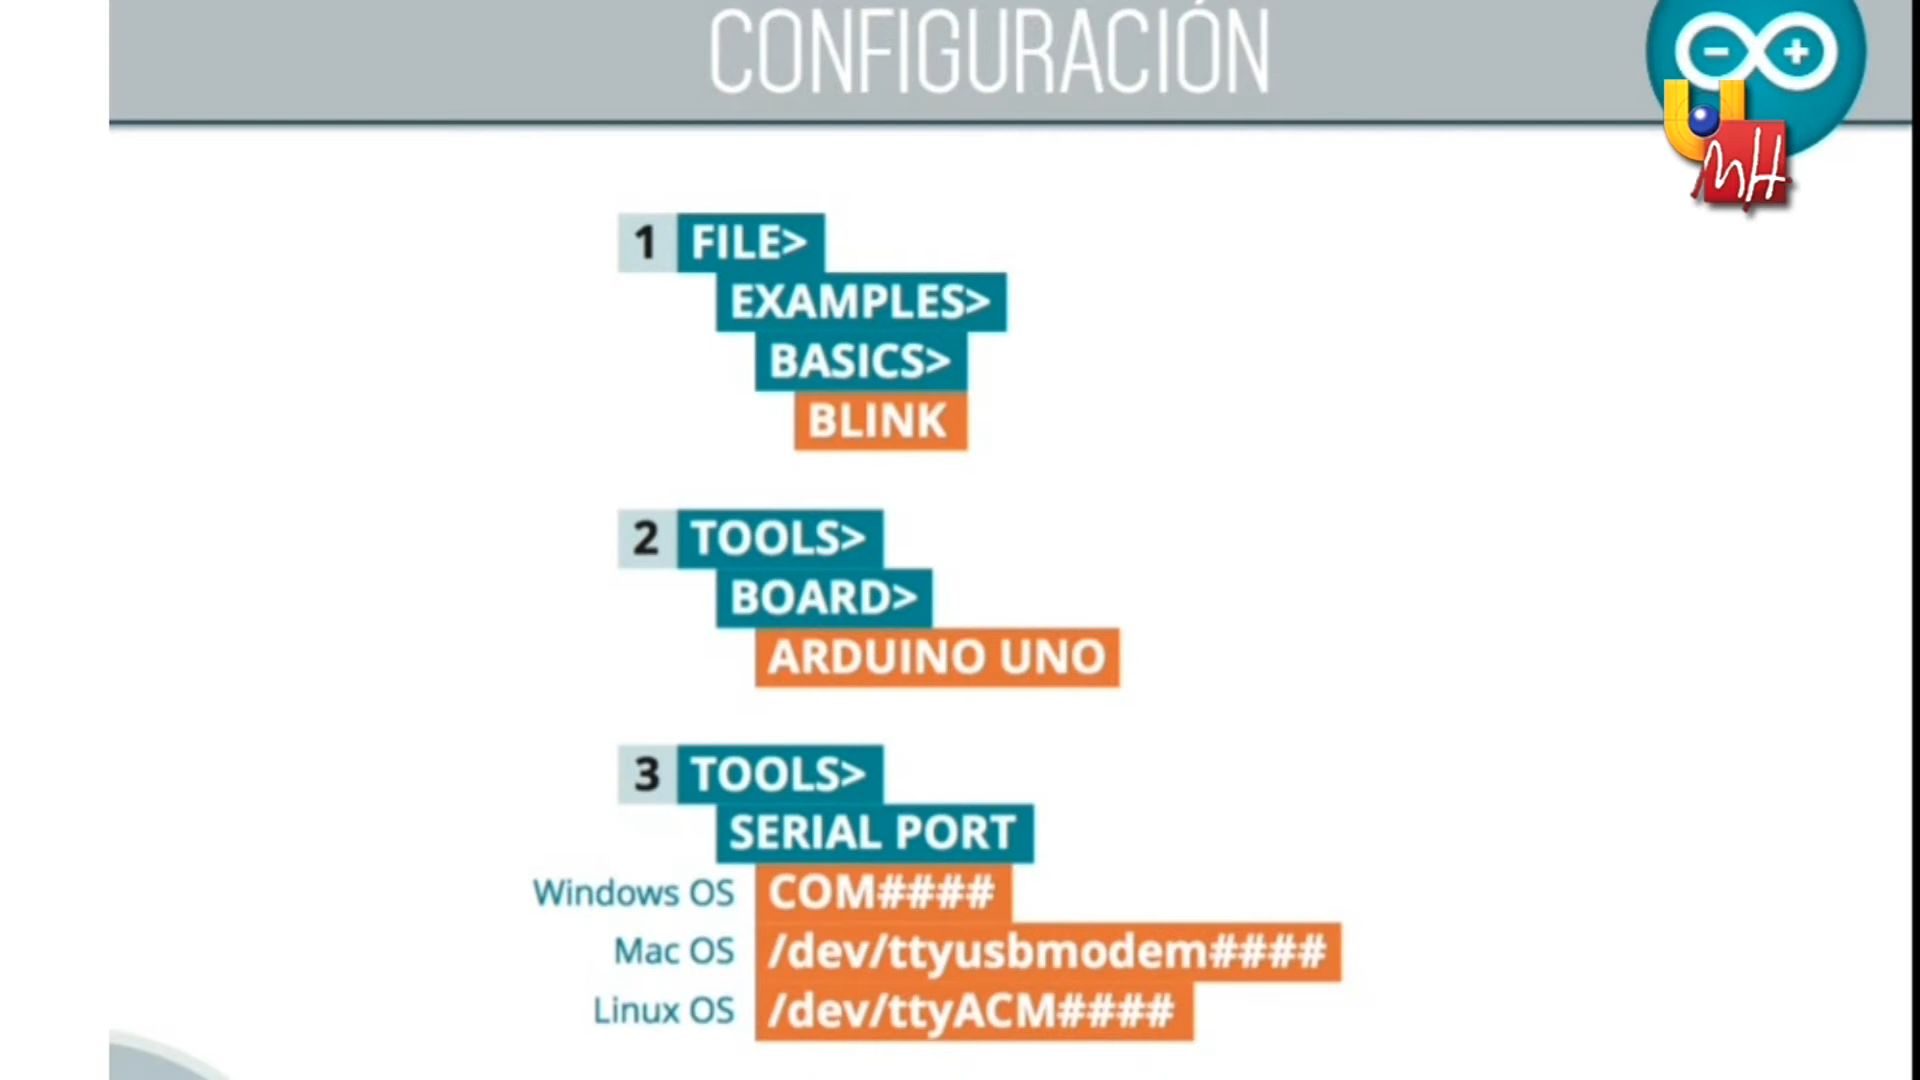 CONFIGURACIÓN
UMH
1 FILE>
EXAMPLES>
BASICS>
BLINK
2 TOOLS>
BOARD>
ARDUINO UNO
3 TOOLS>
SERIAL PORT
Windows OS COM####
Mac OS /dev/ttyusbmodem####
Linux OS /dev/ttyACM####